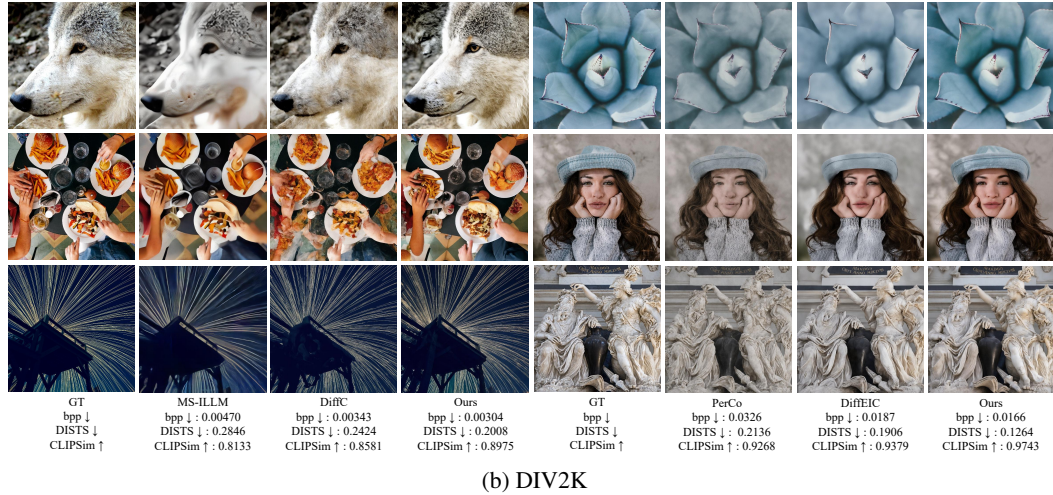 GT
bpp ↓
DISTS ↓
CLIPSim ↑
MS-ILLM
bpp ↓ : 0.00470
DISTS ↓ : 0.2846
CLIPSim ↑ : 0.8133
DiffC
bpp ↓ : 0.00343
DISTS ↓ : 0.2424
CLIPSim ↑ : 0.8581
Ours
bpp ↓ : 0.00304
DISTS ↓ : 0.2008
CLIPSim ↑ : 0.8975
GT
bpp ↓
DISTS ↓
CLIPSim ↑
PerCo
bpp ↓ : 0.0326
DISTS ↓ : 0.2136
CLIPSim ↑ : 0.9268
DiffEIC
bpp ↓ : 0.0187
DISTS ↓ : 0.1906
CLIPSim ↑ : 0.9379
Ours
bpp ↓ : 0.0166
DISTS ↓ : 0.1264
CLIPSim ↑ : 0.9743
(b) DIV2K